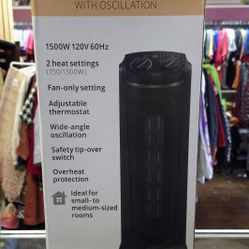 WITH OSCILLATION
1500W 120V 60Hz
2 heat settings
(750/1500W)
Fan-only setting
Adjustable
thermostat
Wide-angle
oscillation
Safety tip-over
switch
Overheat
protection
Ideal for
small- to
medium-sized
rooms